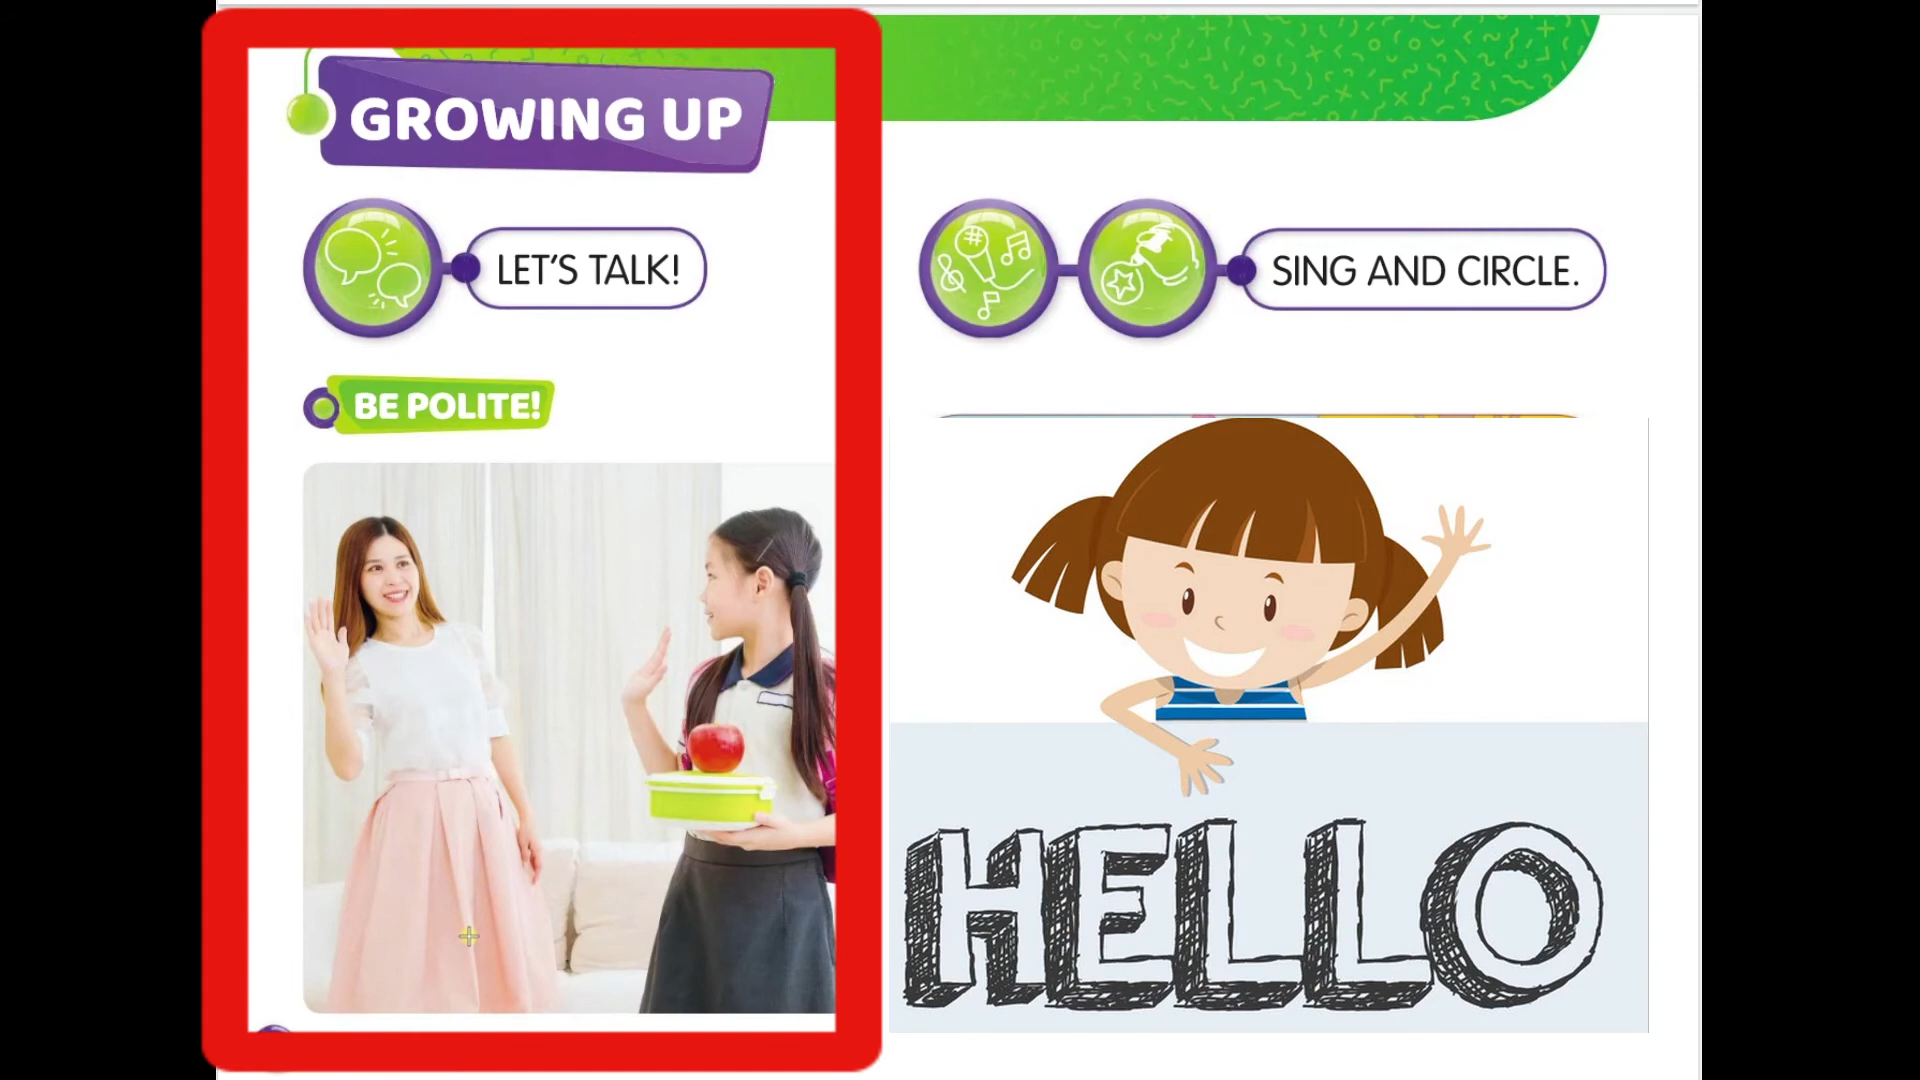 GROWING UP
LET'S TALK!
BE POLITE!
SING AND CIRCLE.
HELLO